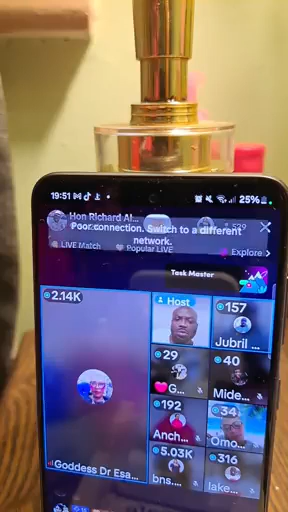 19:51
25%
Hon Richard Al...
Poor connection. Switch to a different
network.
LIVE Match
Popular LIVE
Explore >
Task Master
2.14K
Host
157
Jubril ...
29
G...
40
Mide...
192
Anch...
34
Omo...
5.03K
bns....
316
lake...
Goddess Dr Esa...